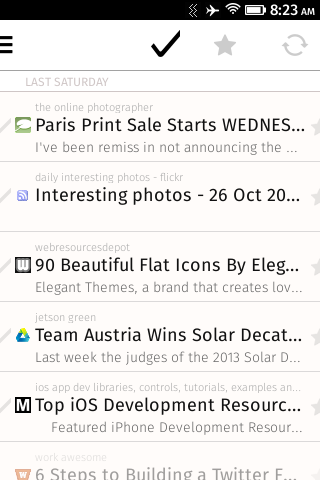 8:23 AM
LAST SATURDAY
the online photographer
Paris Print Sale Starts WEDNES...
I've been remiss in not announcing the ...
daily interesting photos - flickr
Interesting photos - 26 Oct 20...
webresourcesdepot
90 Beautiful Flat Icons By Eleg...
Elegant Themes, a brand that creates lov...
jetson green
Team Austria Wins Solar Decat...
Last week the judges of the 2013 Solar D...
ios app dev libraries, controls, tutorials, examples an...
M Top iOS Development Resourc...
Featured iPhone Development Resour...
work awesome
W 6 Steps to Building a Twitter F...